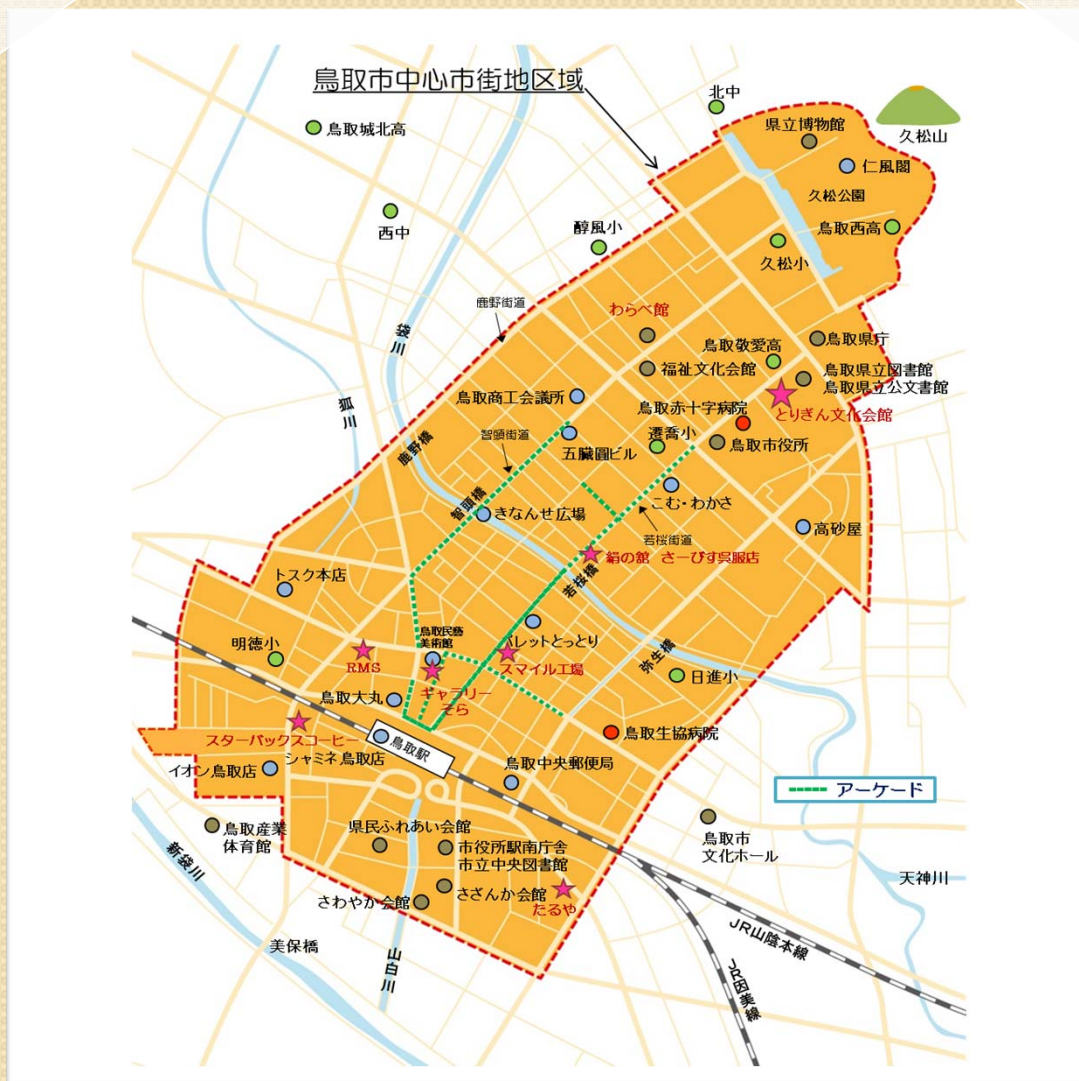 鳥取市中心市街地区域
北中
久松山
県立博物館
鳥取城北高
仁風閣
久松公園
西中
醇風小
鳥取西高
久松小
鹿野街道
わらべ館
袋川
鳥取県庁
鳥取敬愛高
福祉文化会館
鳥取県立図書館
鳥取県立公文書館
狐川
鳥取商工会議所
鳥取赤十字病院
とりぎん文化会館
智頭街道
遷喬小
鳥取市役所
鹿野橋
五臓圓ビル
智頭橋
きなんせ広場
こむ・わかさ
若桜街道
高砂屋
絹の舘 さーびす呉服店
若桜橋
トスク本店
鳥取民藝
美術館
パレットとっとり
弥生橋
明徳小
RMS
スマイル工場
日進小
ギャラリー
そら
鳥取大丸
スターバックスコーヒー
シャミネ鳥取店
鳥取駅
鳥取生協病院
イオン鳥取店
鳥取中央郵便局
アーケード
鳥取産業
体育館
県民ふれあい会館
市役所駅南庁舎
市立中央図書館
鳥取市
文化ホール
新袋川
天神川
さざんか会館
さわやか会館
たるや
美保橋
山白川
JR山陰本線
JR因美線